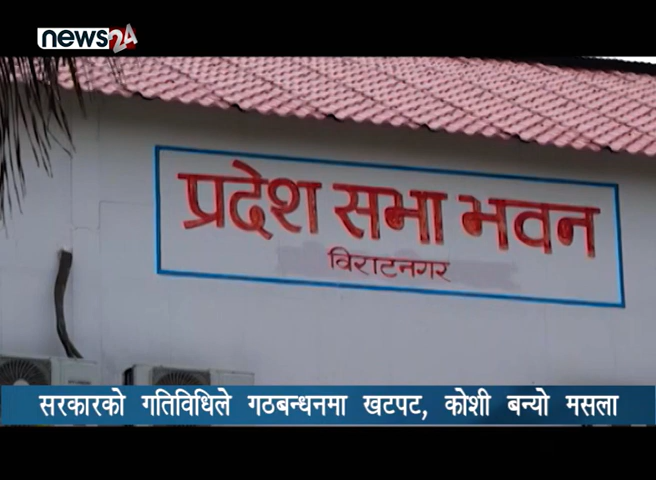 news24
प्रदेश सभा भवन
विराटनगर
सरकारको गतिविधिले गठबन्धनमा खटपट, कोशी बन्यो मसला